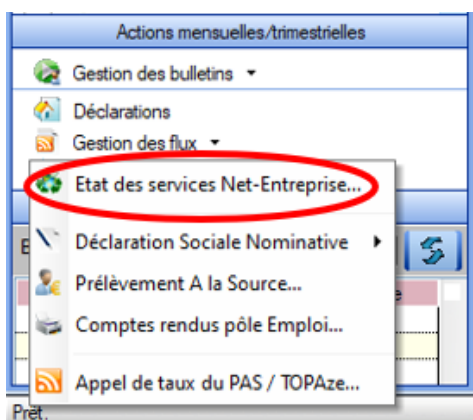 Actions mensuelles/trimestrielles
Gestion des bulletins
Déclarations
Gestion des flux
Etat des services Net-Entreprise...
Déclaration Sociale Nominative
Prélèvement A la Source...
Comptes rendus pôle Emploi...
Appel de taux du PAS / TOPAze...
Prêt.